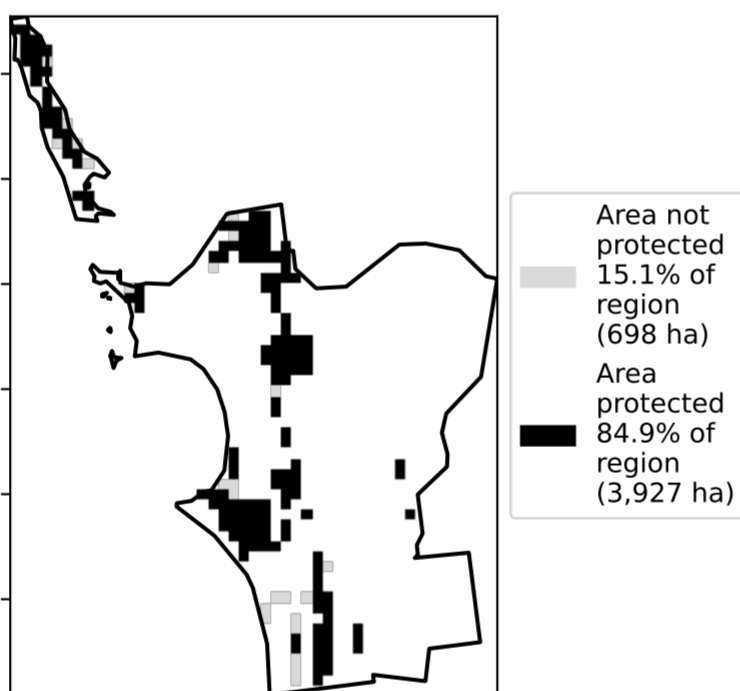 Area not
protected
15.1% of
region
(698 ha)
Area
protected
84.9% of
region
(3,927 ha)